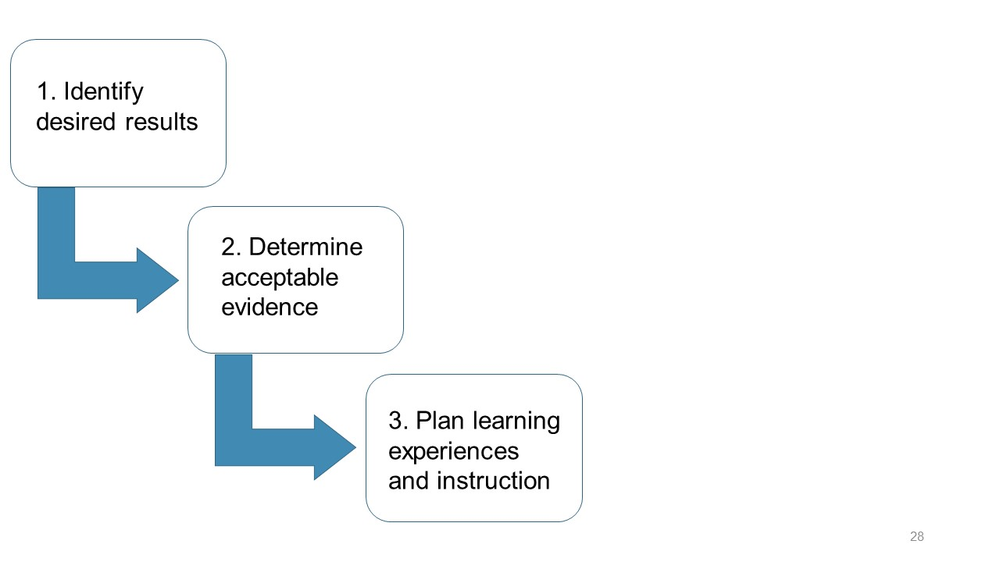 1. Identify
desired results
2. Determine
acceptable
evidence
3. Plan learning
experiences
and instruction
28